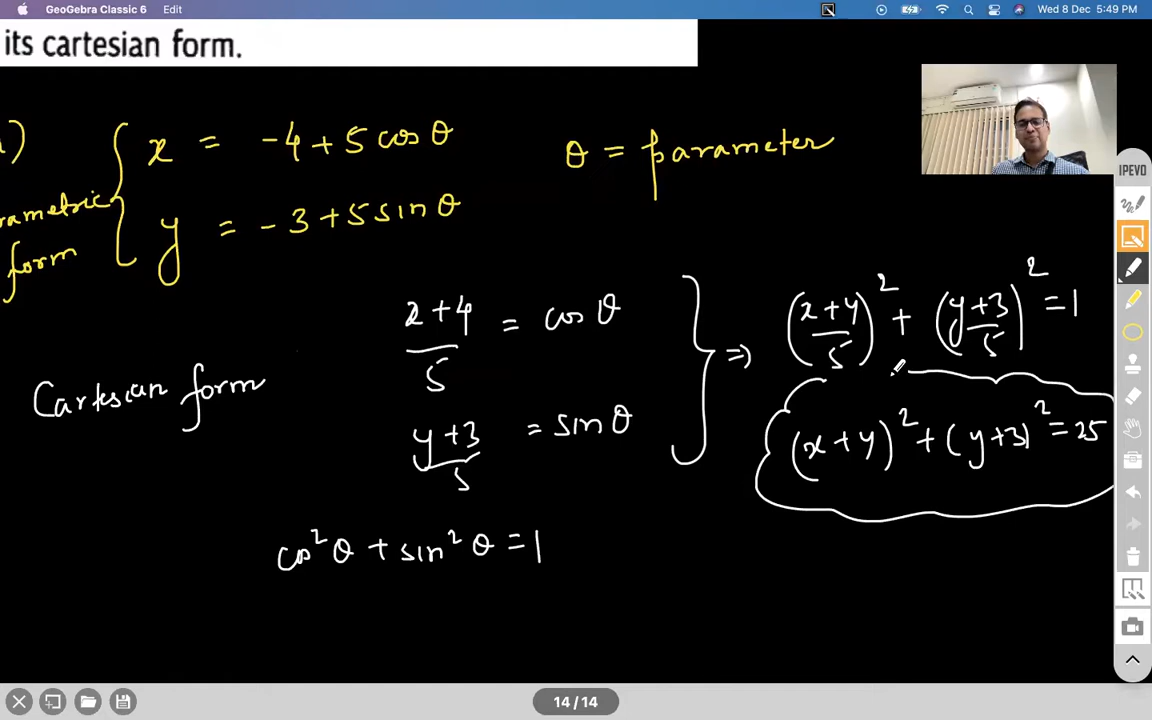 GeoGebra Classic 6 Edit Wed 8 Dec 5:49 PM
its cartesian form.
x = -4 + 5 cos θ
θ = parameter
rametric
form
y = -3 + 5 sin θ
IPEVO
x+4/5 = cos θ
⇒ (x+4/5)² + (y+3/5)² = 1
Cartesian form
y+3/5 = sin θ
(x+y)² + (y+3)² = 25
cos²θ + sin²θ = 1
14 / 14